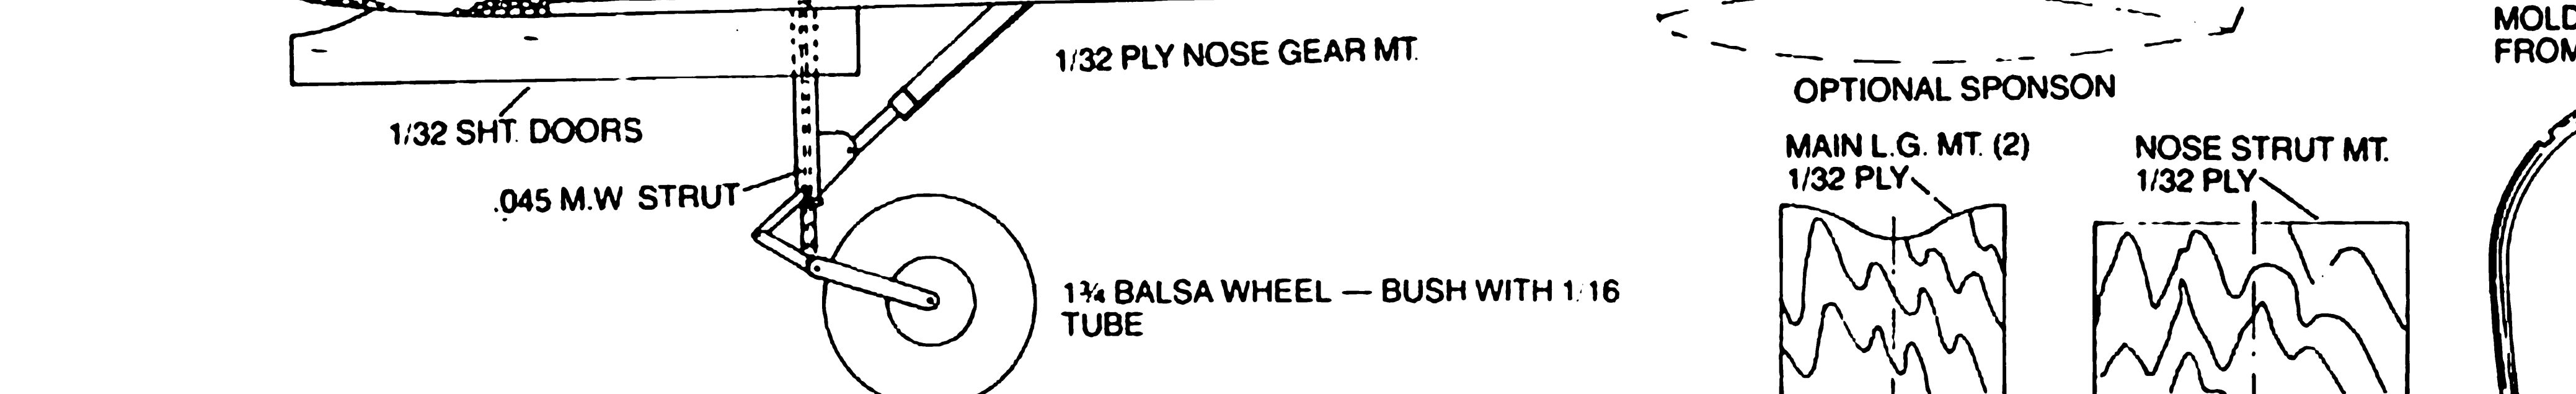 1/32 PLY NOSE GEAR MT.
1/32 SHT. DOORS
.045 M.W STRUT
1¾ BALSA WHEEL — BUSH WITH 1/16
TUBE
OPTIONAL SPONSON
MAIN L.G. MT. (2)
1/32 PLY
NOSE STRUT MT.
1/32 PLY
MOLD
FROM